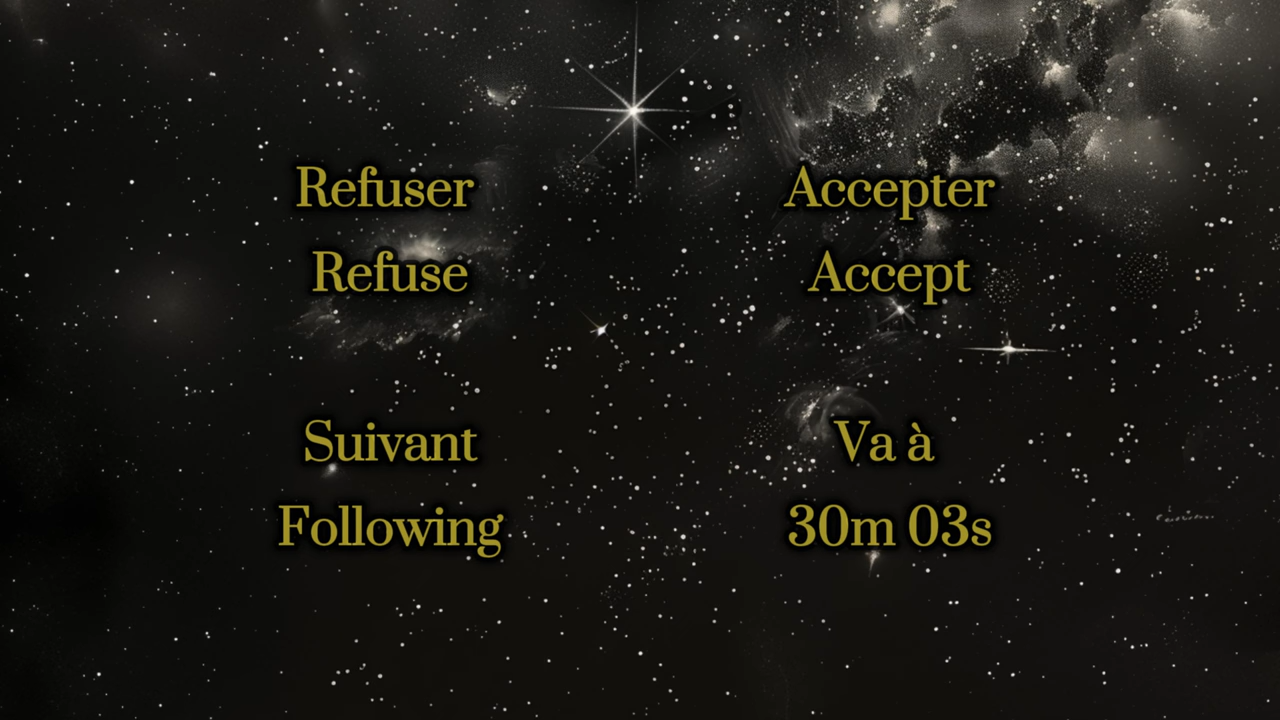 Refuser
Refuse
Accepter
Accept
Suivant
Following
Va à
30m 03s